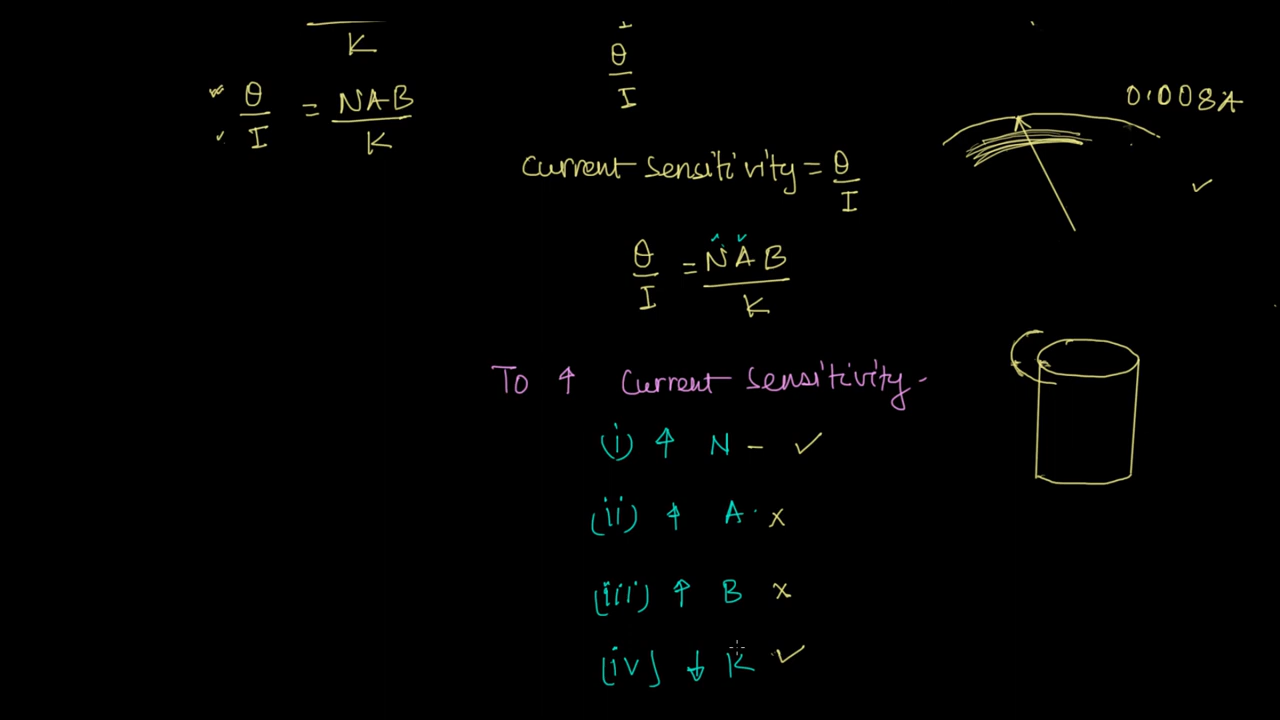 K
θ/I = NAB/K
θ/I
0.008A
Current sensitivity = θ/I
θ/I = NAB/K
To ↑ Current sensitivity -
(i) ↑ N - ✓
(ii) ↑ A. x
(iii) ↑ B x
(iv) ↓ K ✓